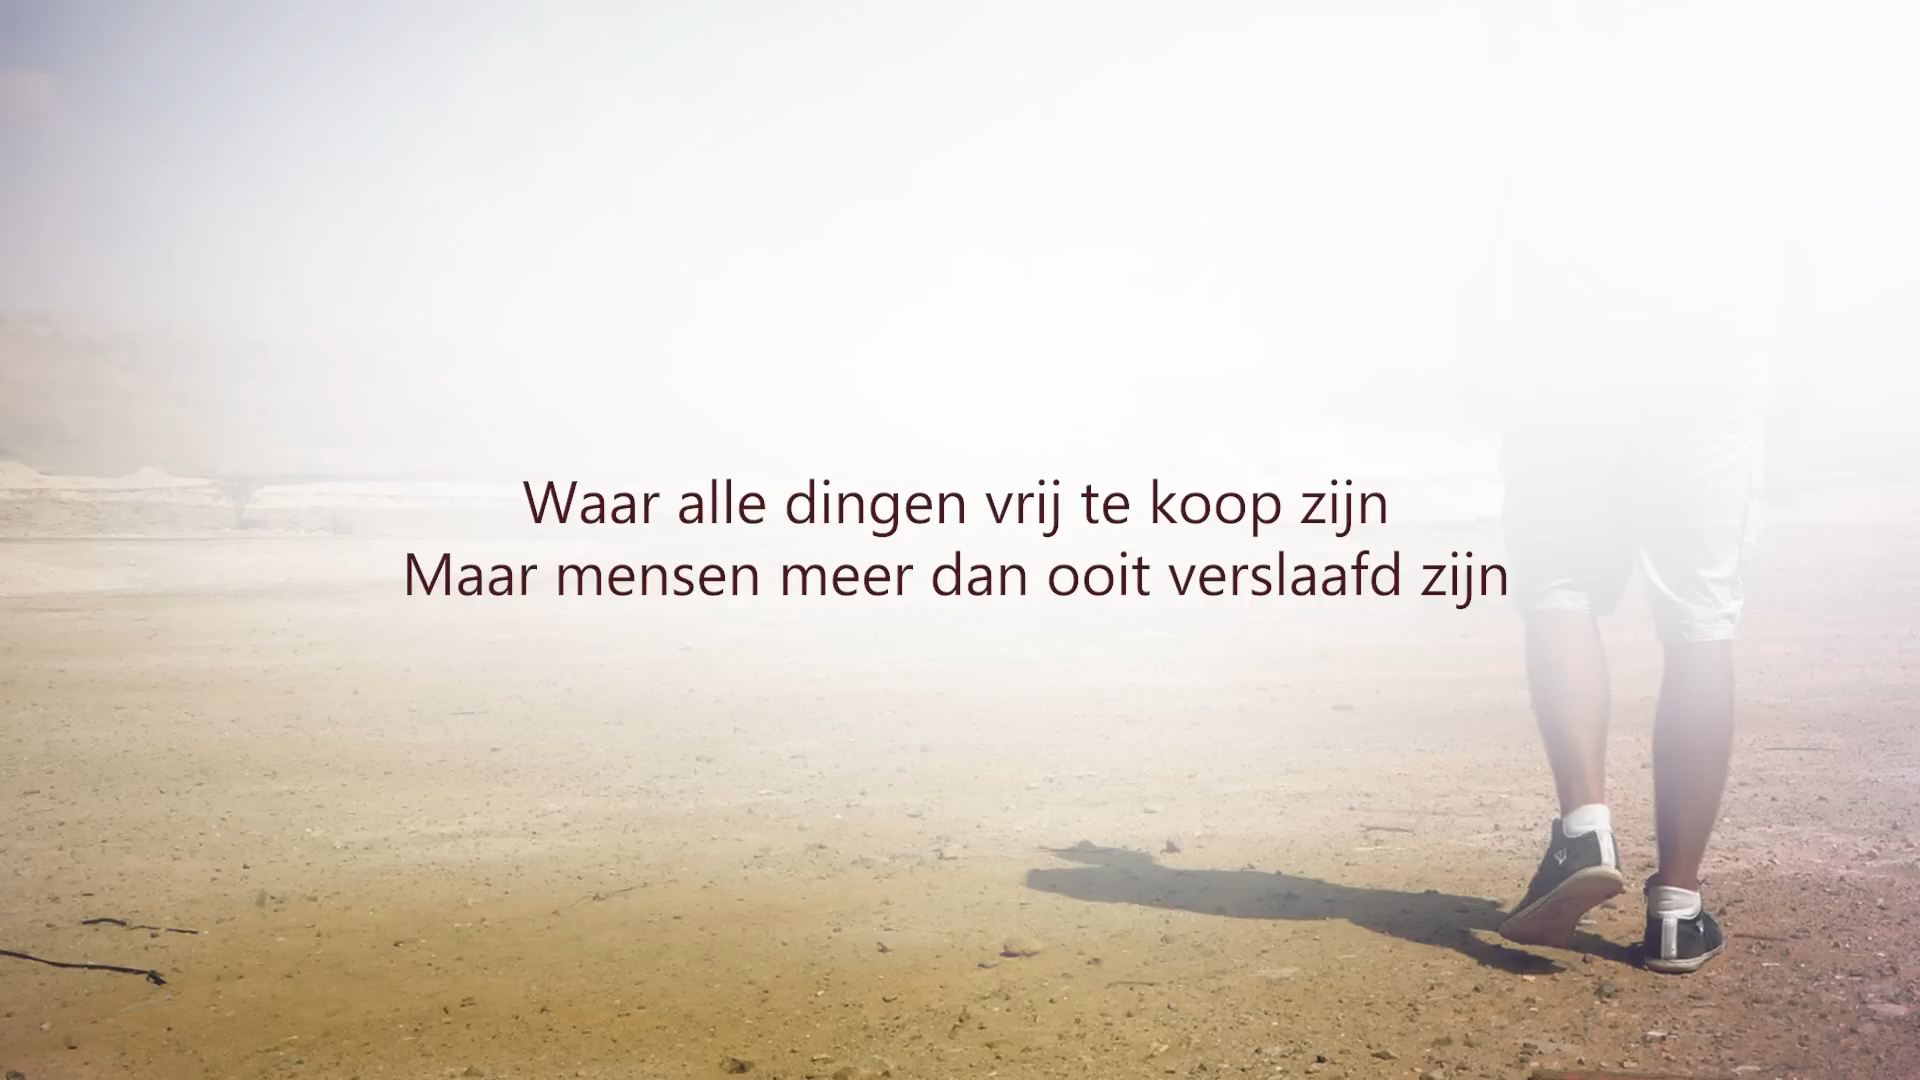 Waar alle dingen vrij te koop zijn
Maar mensen meer dan ooit verslaafd zijn